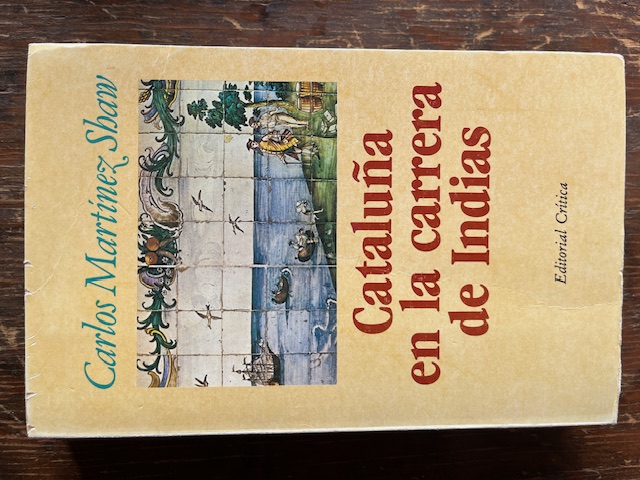 Carlos Martínez Shaw
Cataluña
en la carrera
de Indias
Editorial Crítica